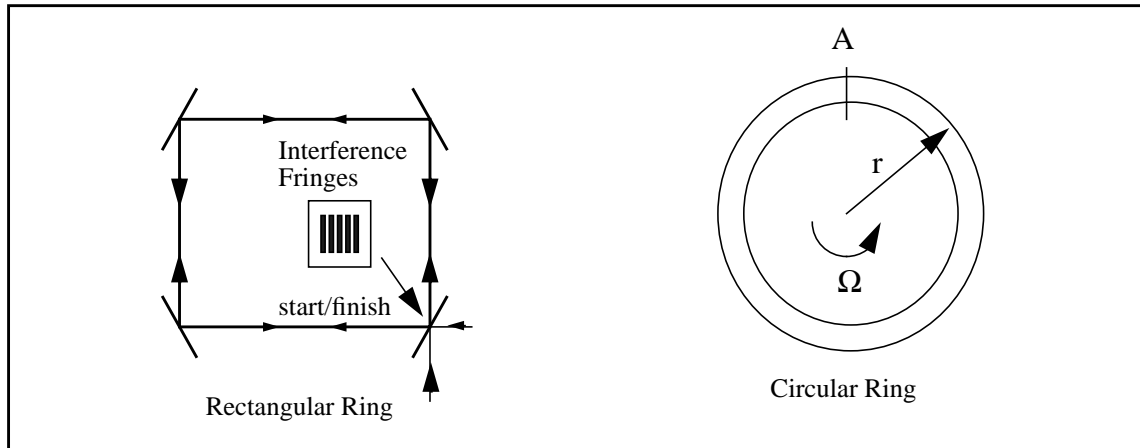 Interference
Fringes
start/finish
Rectangular Ring
A
r
Ω
Circular Ring